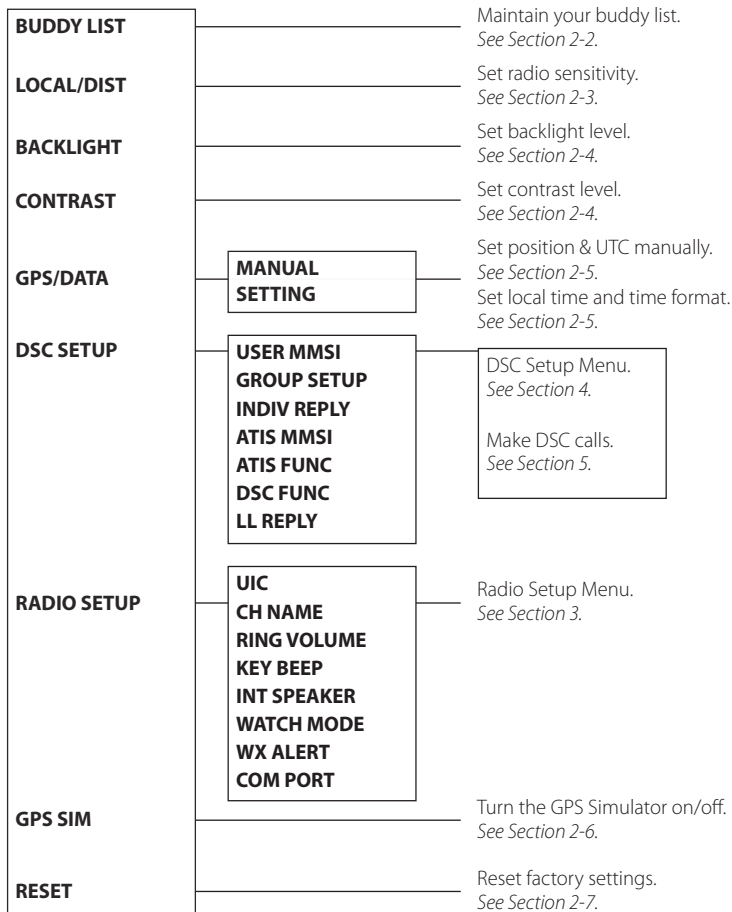 BUDDY LIST
Maintain your buddy list.
See Section 2-2.
LOCAL/DIST
Set radio sensitivity.
See Section 2-3.
BACKLIGHT
Set backlight level.
See Section 2-4.
CONTRAST
Set contrast level.
See Section 2-4.
GPS/DATA
MANUAL
SETTING
Set position & UTC manually.
See Section 2-5.
Set local time and time format.
See Section 2-5.
DSC SETUP
USER MMSI
GROUP SETUP
INDIV REPLY
ATIS MMSI
ATIS FUNC
DSC FUNC
LL REPLY
DSC Setup Menu.
See Section 4.
Make DSC calls.
See Section 5.
RADIO SETUP
UIC
CH NAME
RING VOLUME
KEY BEEP
INT SPEAKER
WATCH MODE
WX ALERT
COM PORT
Radio Setup Menu.
See Section 3.
GPS SIM
Turn the GPS Simulator on/off.
See Section 2-6.
RESET
Reset factory settings.
See Section 2-7.